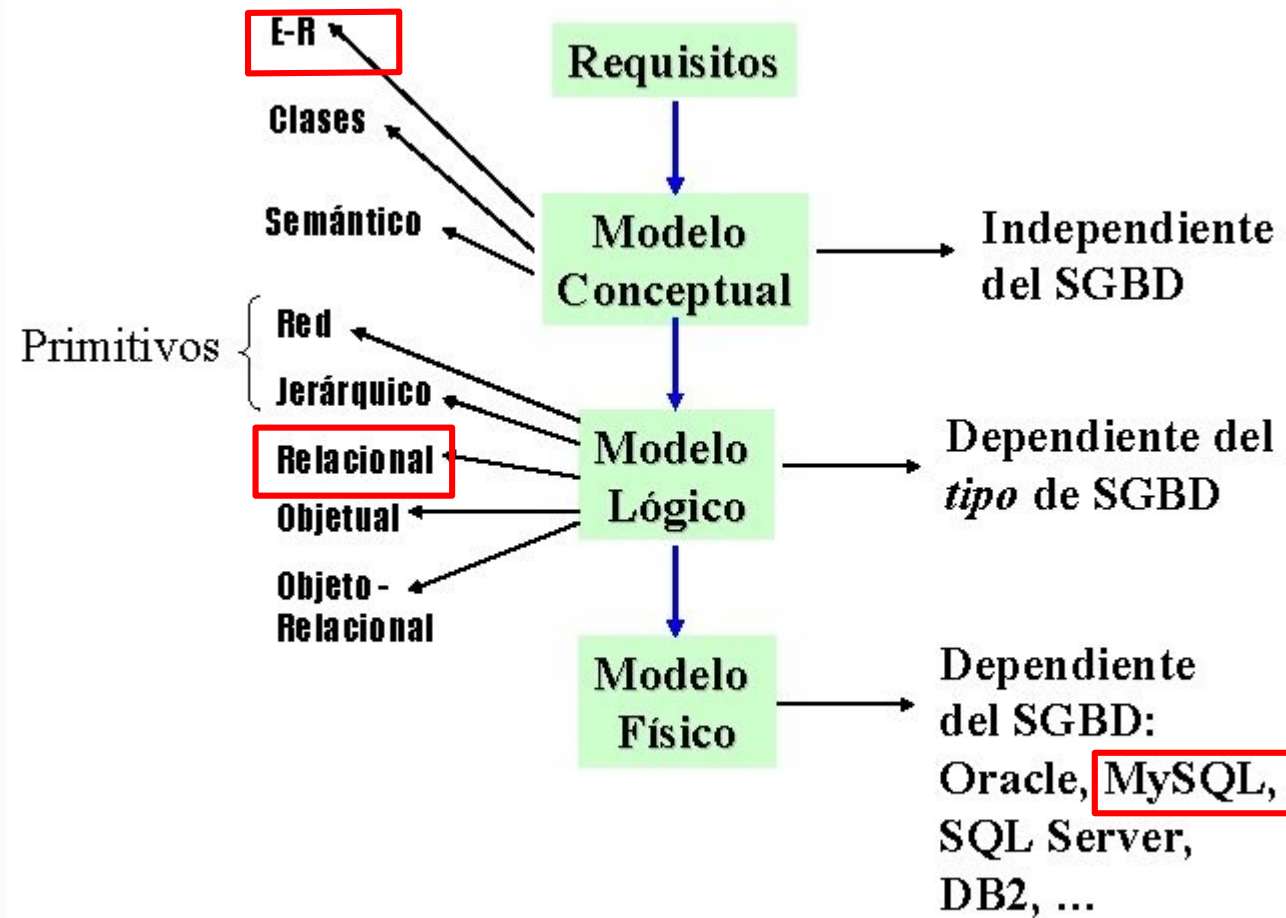 E-R
Clases
Semántico
Primitivos
Red
Jerárquico
Relacional
Objetual
Objeto -
Relacional
Requisitos
Modelo
Conceptual
Modelo
Lógico
Modelo
Físico
Independiente
del SGBD
Dependiente del
tipo de SGBD
Dependiente
del SGBD:
Oracle, MySQL,
SQL Server,
DB2, ...